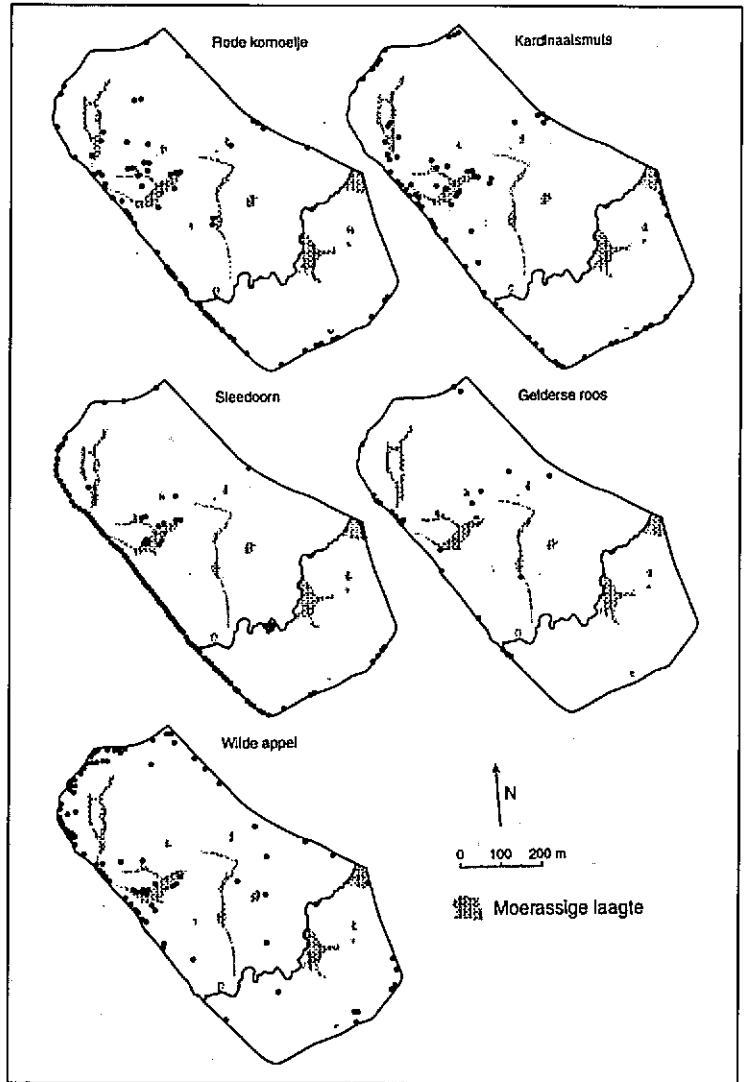 Rode kornoelje
Kardinaalsmuts
Sleedoorn
Gelderse roos
Wilde appel
N
0 100 200 m
Moerassige laagte